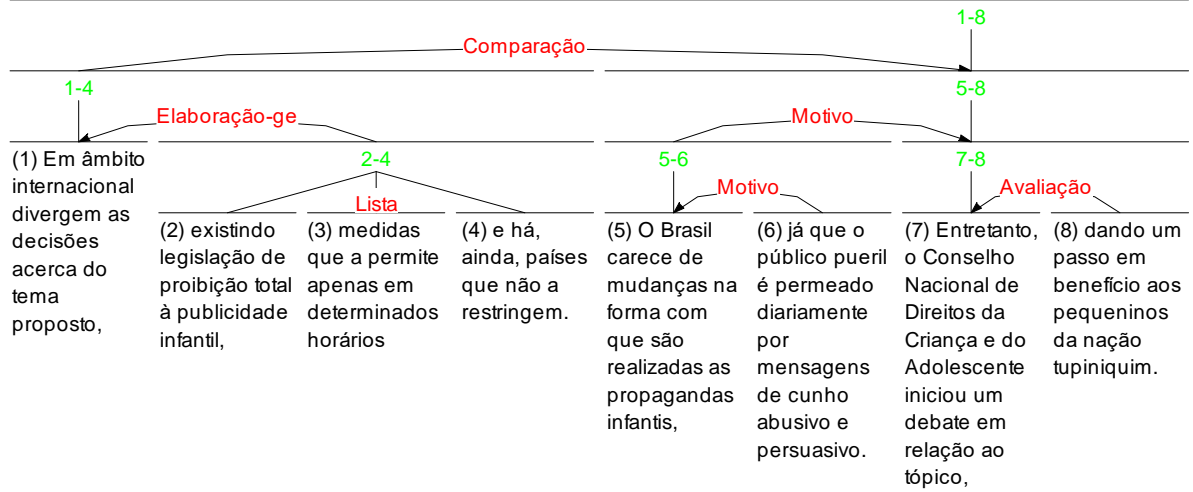 1-8
Comparação
1-4
5-8
Elaboração-ge
Motivo
(1) Em âmbito
internacional
divergem as
decisões
acerca do
tema
proposto,
2-4
Lista
(2) existindo
legislação de
proibição total
à publicidade
infantil,
(3) medidas
que a permite
apenas em
determinados
horários
(4) e há,
ainda, países
que não a
restringem.
5-6
Motivo
(5) O Brasil
carece de
mudanças na
forma com
que são
realizadas as
propagandas
infantis,
(6) já que o
público pueril
é permeado
diariamente
por
mensagens
de cunho
abusivo e
persuasivo.
7-8
Avaliação
(7) Entretanto,
o Conselho
Nacional de
Direitos da
Criança e do
Adolescente
iniciou um
debate em
relação ao
tópico,
(8) dando um
passo em
benefício aos
pequeninos
da nação
tupiniquim.